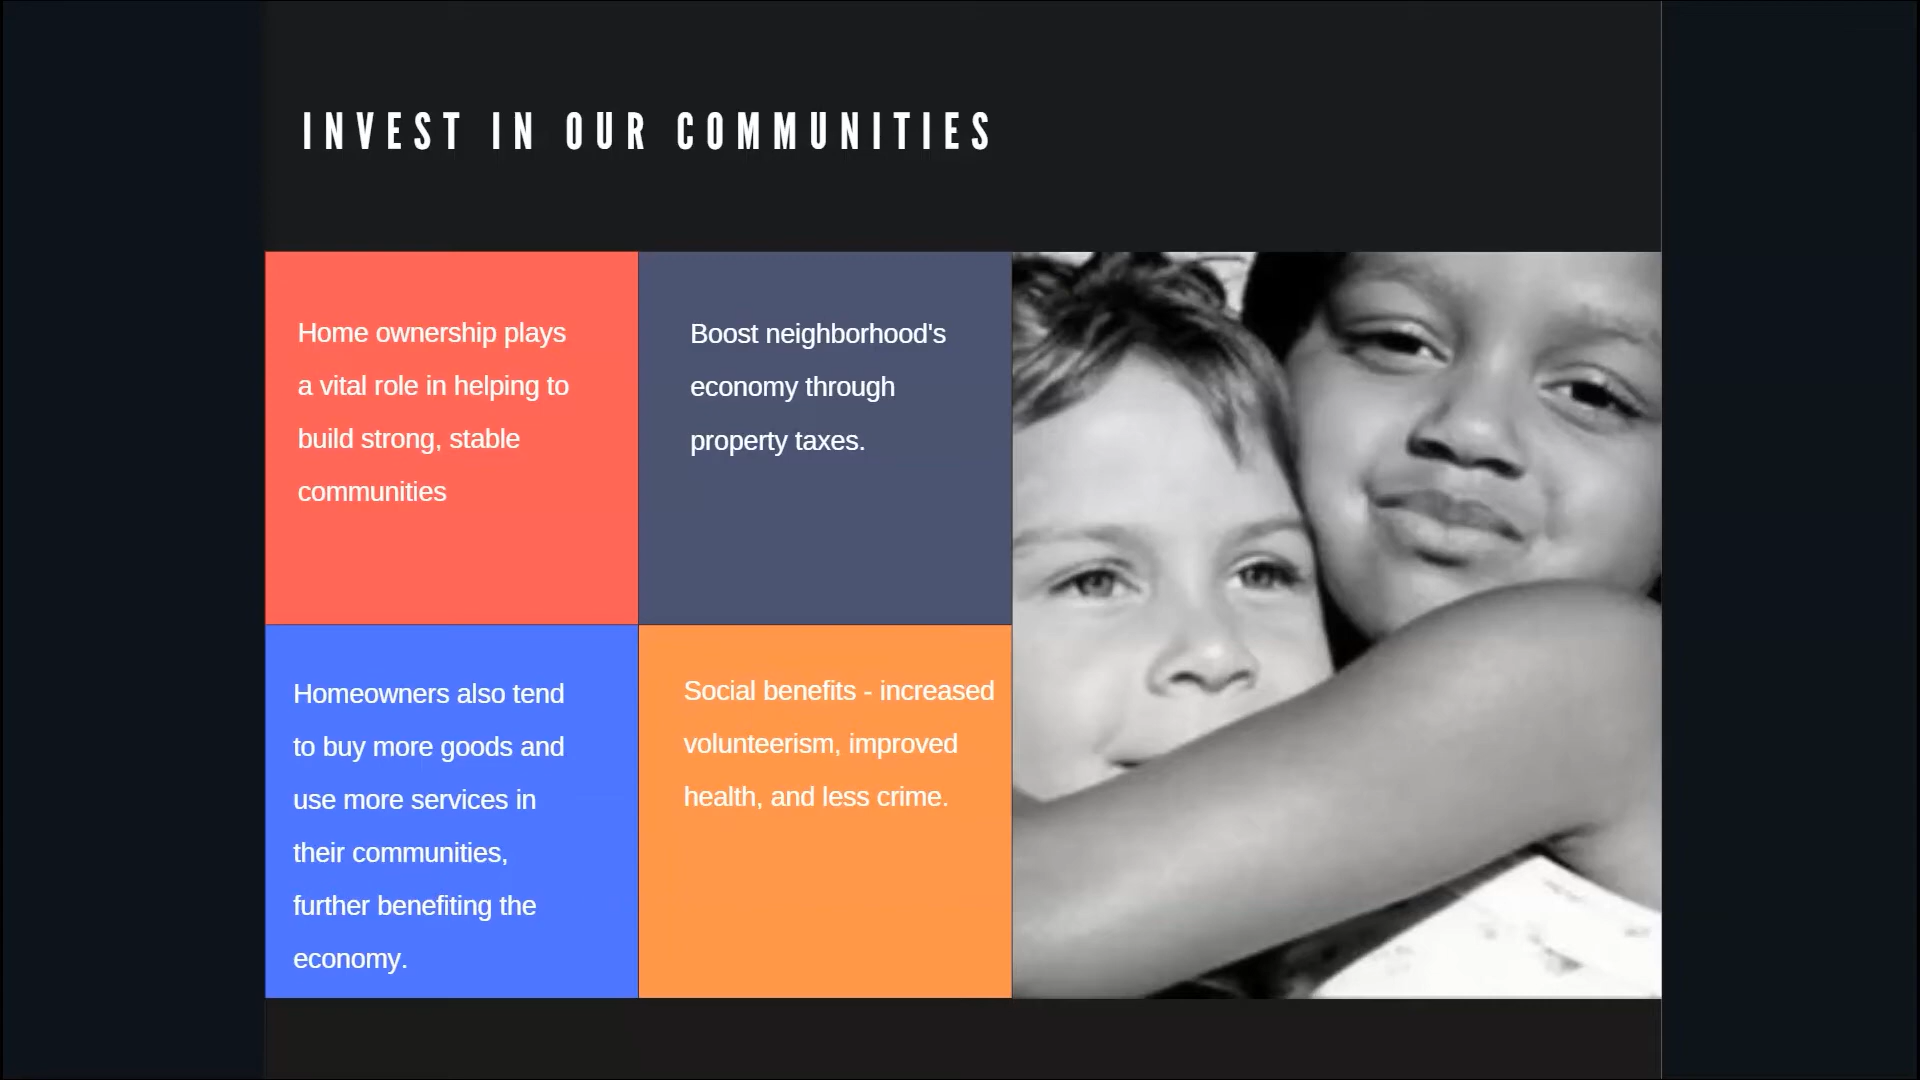 INVEST IN OUR COMMUNITIES
Home ownership plays
a vital role in helping to
build strong, stable
communities
Boost neighborhood's
economy through
property taxes.
Homeowners also tend
to buy more goods and
use more services in
their communities,
further benefiting the
economy.
Social benefits - increased
volunteerism, improved
health, and less crime.